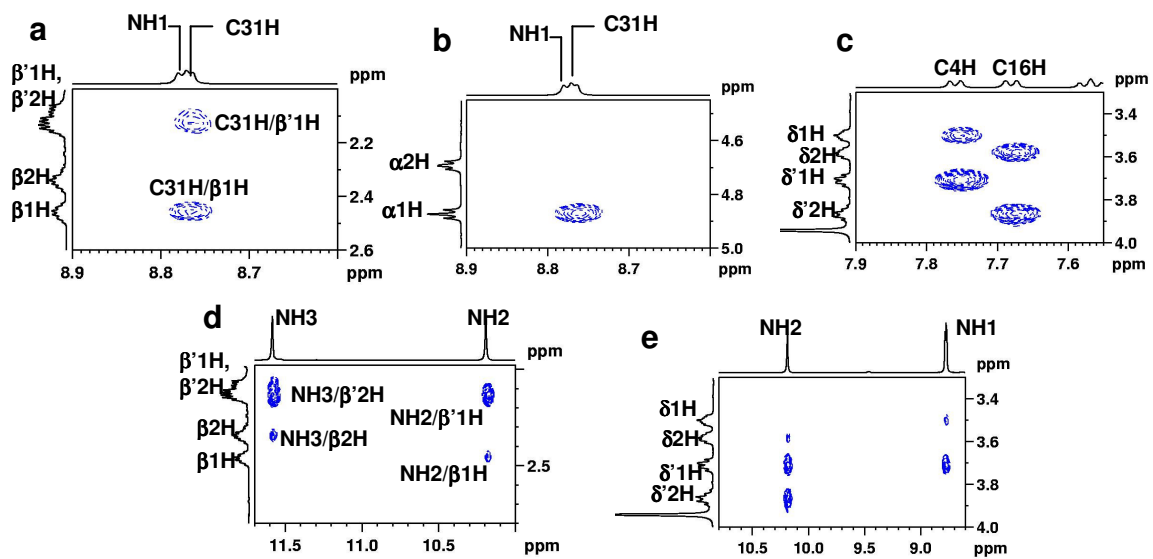 a
NH1
C31H
β'1H,
β'2H
β2H
β1H
C31H/β'1H
C31H/β1H
ppm
2.2
2.4
2.6
8.9
8.8
8.7
ppm
b
NH1
C31H
α2H
α1H
ppm
4.6
4.8
5.0
8.9
8.8
8.7
ppm
c
C4H
C16H
δ1H
δ2H
δ'1H
δ'2H
ppm
3.4
3.6
3.8
4.0
7.9
7.8
7.7
7.6
ppm
d
NH3
NH2
β'1H,
β'2H
β2H
β1H
NH3/β'2H
NH2/β'1H
NH3/β2H
NH2/β1H
ppm
2.5
11.5
11.0
10.5
ppm
e
NH2
NH1
δ1H
δ2H
δ'1H
δ'2H
ppm
3.4
3.6
3.8
4.0
10.5
10.0
9.5
9.0
ppm